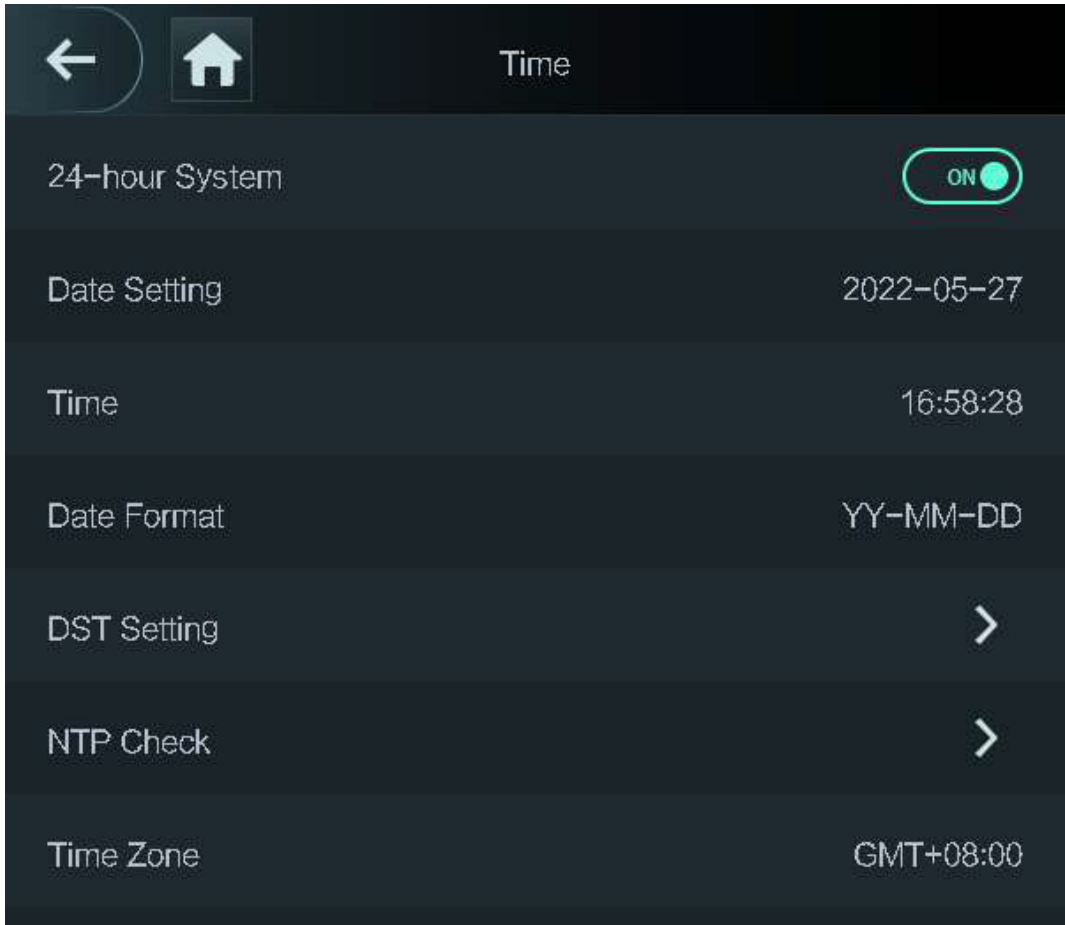 Time
24-hour System ON
Date Setting 2022-05-27
Time 16:58:28
Date Format YY-MM-DD
DST Setting
NTP Check
Time Zone GMT+08:00